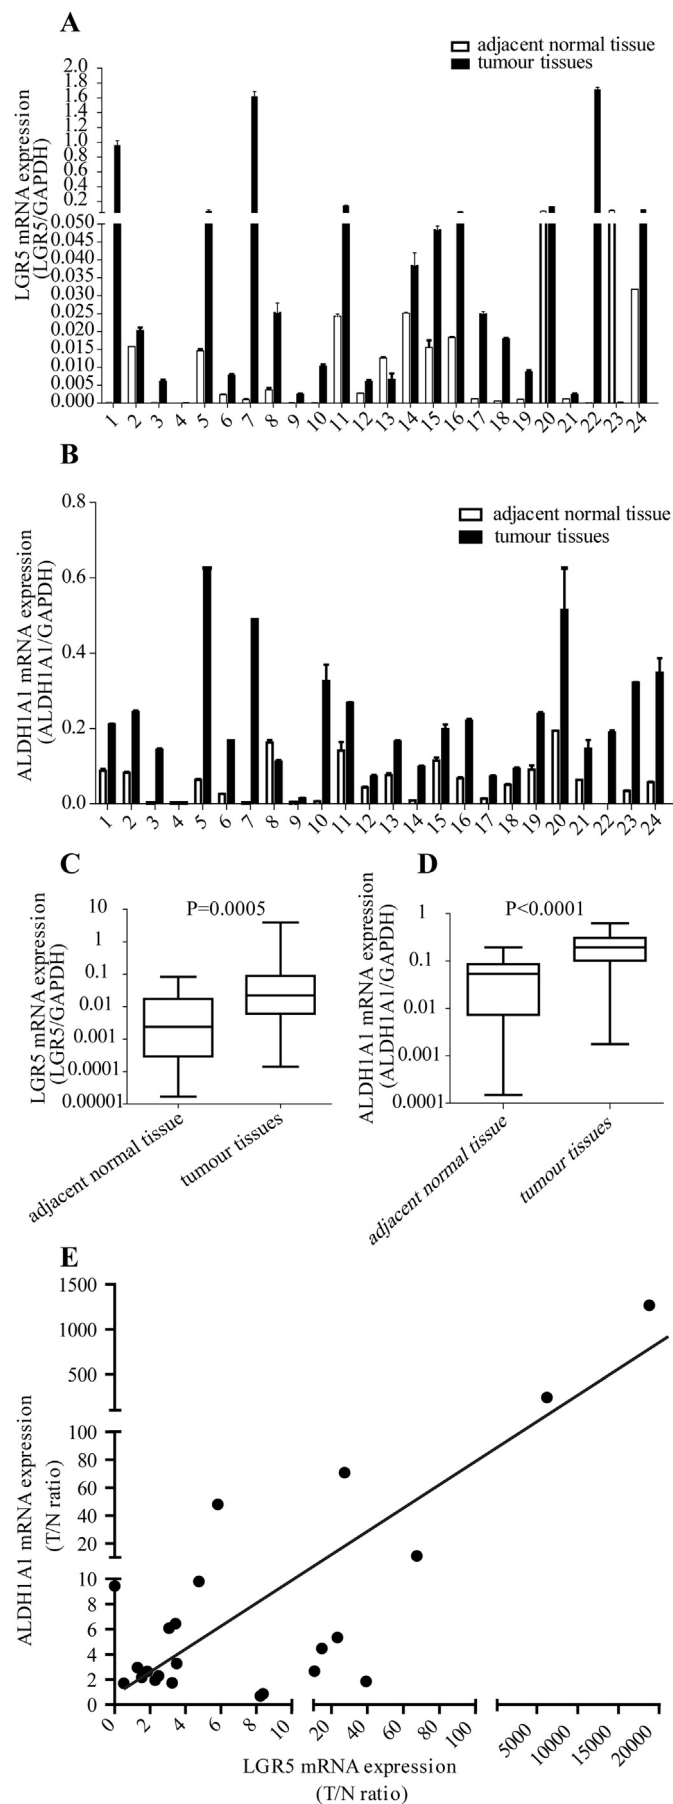 A
adjacent normal tissue
tumour tissues
LGR5 mRNA expression
(LGR5/GAPDH)
2.0
1.8
1.6
1.4
1.2
1.0
0.8
0.6
0.4
0.2
0.050
0.045
0.040
0.035
0.030
0.025
0.020
0.015
0.010
0.005
0.000
1 2 3 4 5 6 7 8 9 10 11 12 13 14 15 16 17 18 19 20 21 22 23 24
B
adjacent normal tissue
tumour tissues
ALDH1A1 mRNA expression
(ALDH1A1/GAPDH)
0.8
0.6
0.4
0.2
0.0
1 2 3 4 5 6 7 8 9 10 11 12 13 14 15 16 17 18 19 20 21 22 23 24
C
P=0.0005
LGR5 mRNA expression
(LGR5/GAPDH)
10
1
0.1
0.01
0.001
0.0001
0.00001
adjacent normal tissue
tumour tissues
D
P<0.0001
ALDH1A1 mRNA expression
(ALDH1A1/GAPDH)
1
0.1
0.01
0.001
0.0001
adjacent normal tissue
tumour tissues
E
ALDH1A1 mRNA expression
(T/N ratio)
1500
1000
500
100
80
60
40
20
10
8
6
4
2
0
0 2 4 6 8 10 20 40 60 80 100 5000 10000 15000 20000
LGR5 mRNA expression
(T/N ratio)